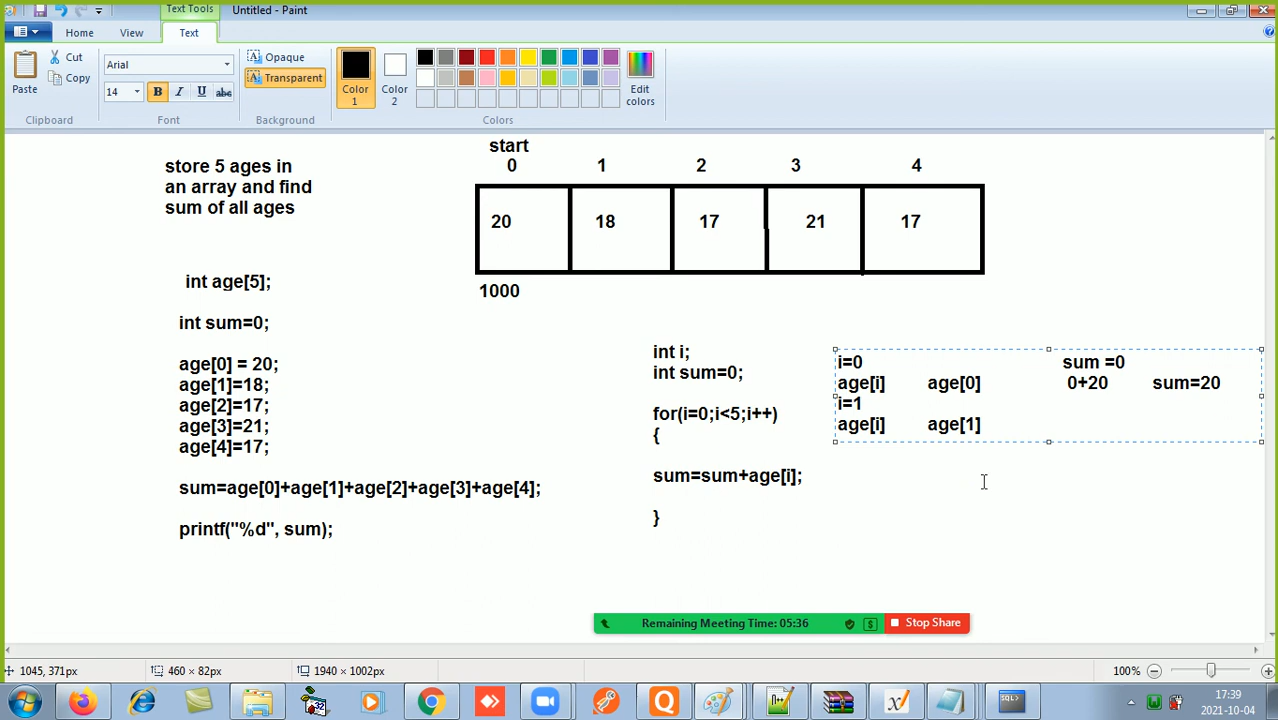 Text Tools
Untitled - Paint
Home
View
Text
Paste
Cut
Copy
Clipboard
Arial
14
B
I
U
abc
Font
Opaque
Transparent
Background
Color 1
Color 2
Edit colors
Colors
store 5 ages in
an array and find
sum of all ages
start
0 1 2 3 4
20 18 17 21 17
1000
int age[5];
int sum=0;
age[0] = 20;
age[1]=18;
age[2]=17;
age[3]=21;
age[4]=17;
sum=age[0]+age[1]+age[2]+age[3]+age[4];
printf("%d", sum);
int i;
int sum=0;
for(i=0;i<5;i++)
{
sum=sum+age[i];
}
i=0 sum =0
age[i] age[0] 0+20 sum=20
i=1
age[i] age[1]
Remaining Meeting Time: 05:36
Stop Share
1045, 371px
460 × 82px
1940 × 1002px
100%
17:39
2021-10-04